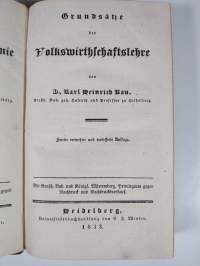 Grundsätze
der
Volkswirthschaftslehre
von
D. Karl Heinrich Rau,
Großh. Bad. geh. Hofrath und Professor zu Heidelberg.
Zweite vermehrte und verbesserte Auflage.
Mit Großh. Bad. und Königl. Würtemberg. Privilegien gegen
Nachdruck und Nachdrucksverkauf.
Heidelberg.
Universitätsbuchhandlung von C. F. Winter.
1833.